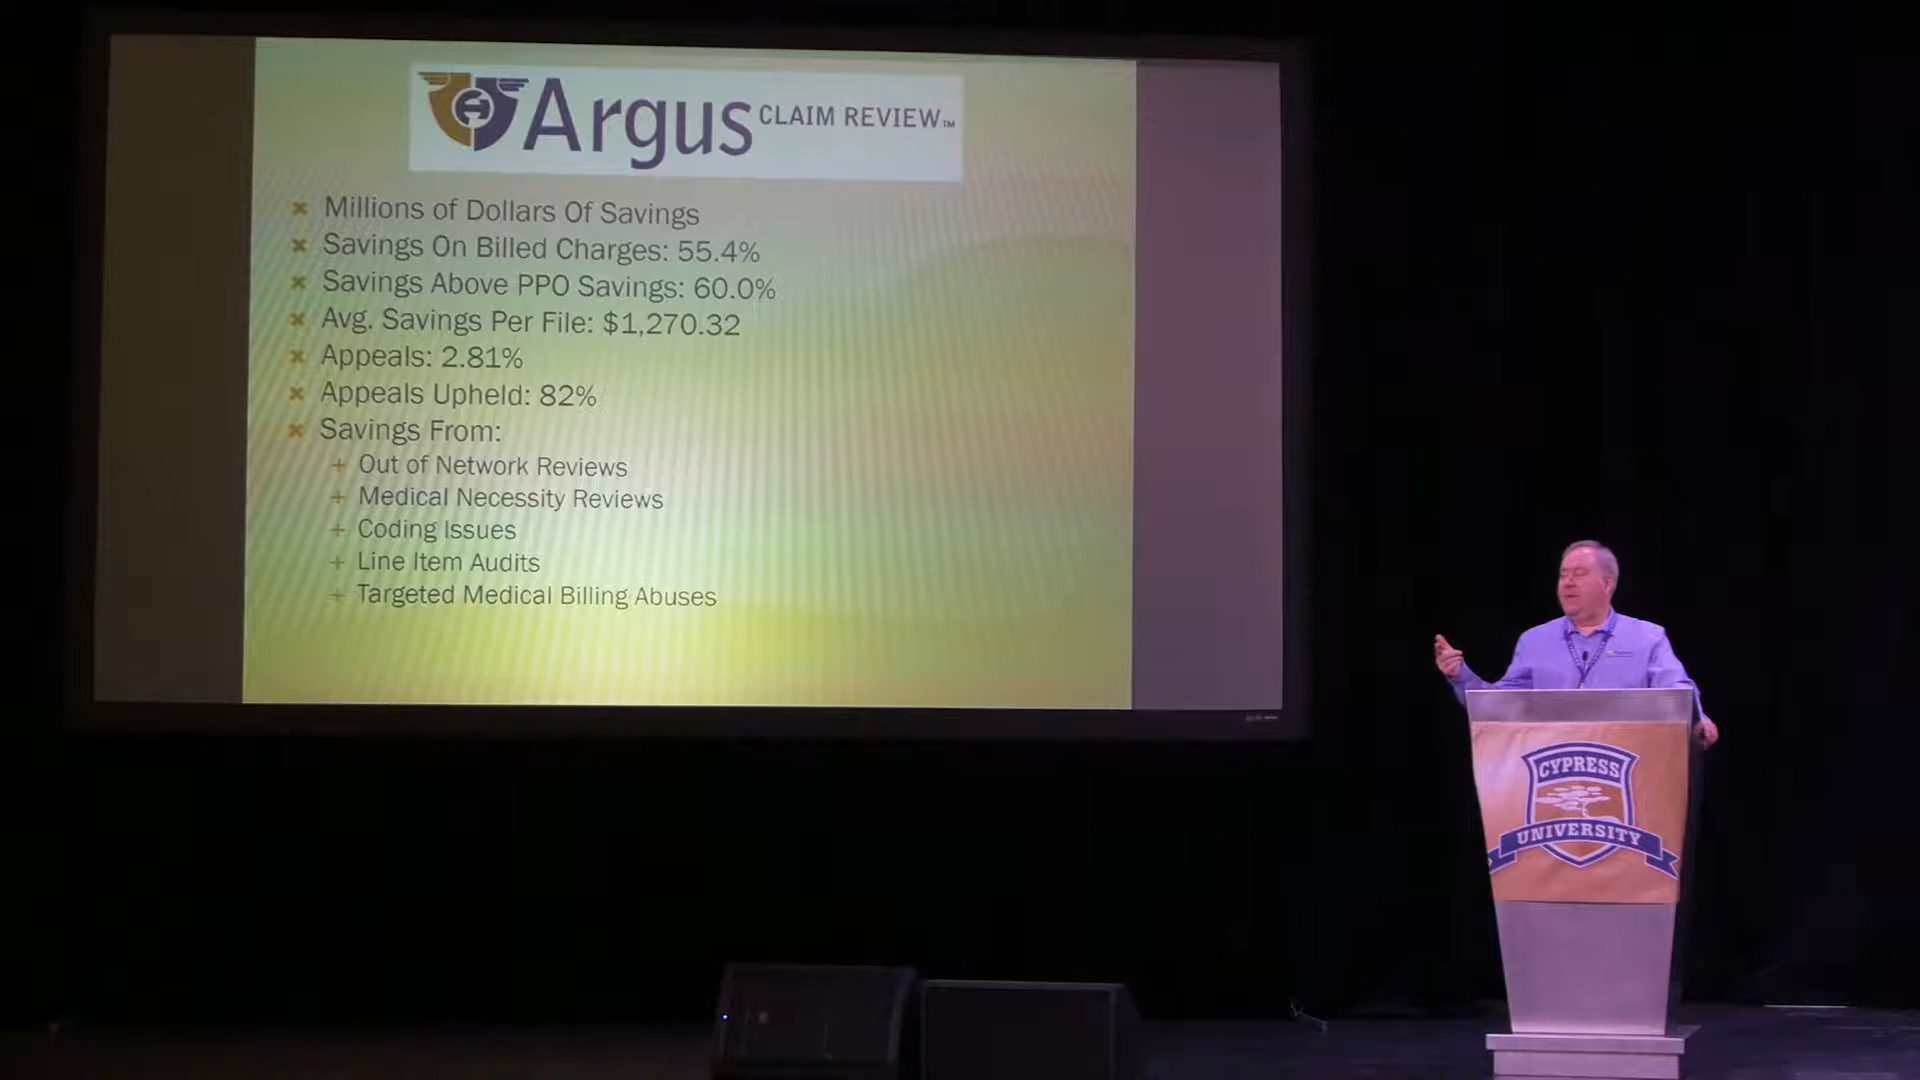 Argus CLAIM REVIEW™
Millions of Dollars Of Savings
Savings On Billed Charges: 55.4%
Savings Above PPO Savings: 60.0%
Avg. Savings Per File: $1,270.32
Appeals: 2.81%
Appeals Upheld: 82%
Savings From:
Out of Network Reviews
Medical Necessity Reviews
Coding Issues
Line Item Audits
Targeted Medical Billing Abuses
CYPRESS
UNIVERSITY